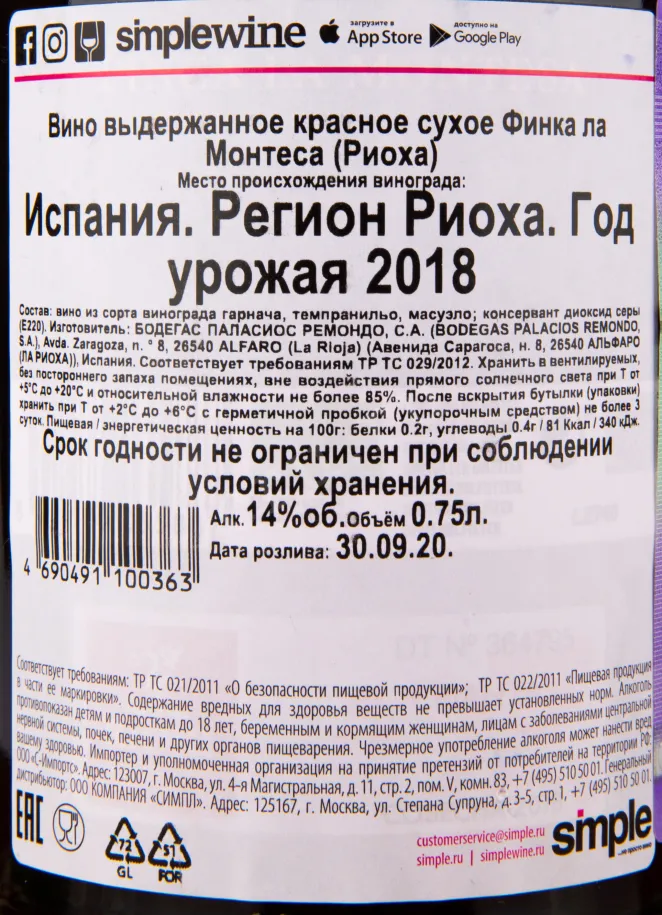 simplewine загрузите в App Store доступно на Google Play
Вино выдержанное красное сухое Финка ла
Монтеса (Риоха)
Место происхождения винограда:
Испания. Регион Риоха. Год
урожая 2018
Состав: вино из сорта винограда гарнача, темпранильо, масуэло; консервант диоксид серы
(E220). Изготовитель: БОДЕГАС ПАЛАСИОС РЕМОНДО, С.А. (BODEGAS PALACIOS REMONDO,
S.A.), Avda. Zaragoza, n. ° 8, 26540 ALFARO (La Rioja) (Авенида Сарагоса, н. 8, 26540 АЛЬФАРО
(ЛА РИОХА)), Испания. Соответствует требованиям ТР ТС 029/2012. Хранить в вентилируемых,
без постороннего запаха помещениях, вне воздействия прямого солнечного света при Т от
+5°C до +20°C и относительной влажности не более 85%. После вскрытия бутылки (упаковки)
хранить при Т от +2°C до +6°C с герметичной пробкой (укупорочным средством) не более 3
суток. Пищевая / энергетическая ценность на 100г: белки 0.2г, углеводы 0.4г / 81 Ккал / 340 кДж.
Срок годности не ограничен при соблюдении
условий хранения.
Алк. 14%об. Объём 0.75л.
Дата розлива: 30.09.20.
4 690491 100363
Соответствует требованиям: ТР ТС 021/2011 «О безопасности пищевой продукции»; ТР ТС 022/2011 «Пищевая продукция
в части ее маркировки». Содержание вредных для здоровья веществ не превышает установленных норм. Алкоголь
противопоказан детям и подросткам до 18 лет, беременным и кормящим женщинам, лицам с заболеваниями центральной
нервной системы, почек, печени и других органов пищеварения. Чрезмерное употребление алкоголя может нанести вред
вашему здоровью. Импортер и уполномоченная организация на принятие претензий от потребителей на территории РФ:
ООО «С-Импортс». Адрес: 123007, г. Москва, ул. 4-я Магистральная, д. 11, стр. 2, пом. V, комн. 83, +7 (495) 510 50 01. Генеральный
дистрибьютор: ООО КОМПАНИЯ «СИМПЛ». Адрес: 125167, г. Москва, ул. Степана Супруна, д. 3-5, стр. 1, +7 (495) 510 50 01
EAC
72
GL
51
FOR
customerservice@simple.ru
simple.ru | simplewine.ru
simple
...не просто вино